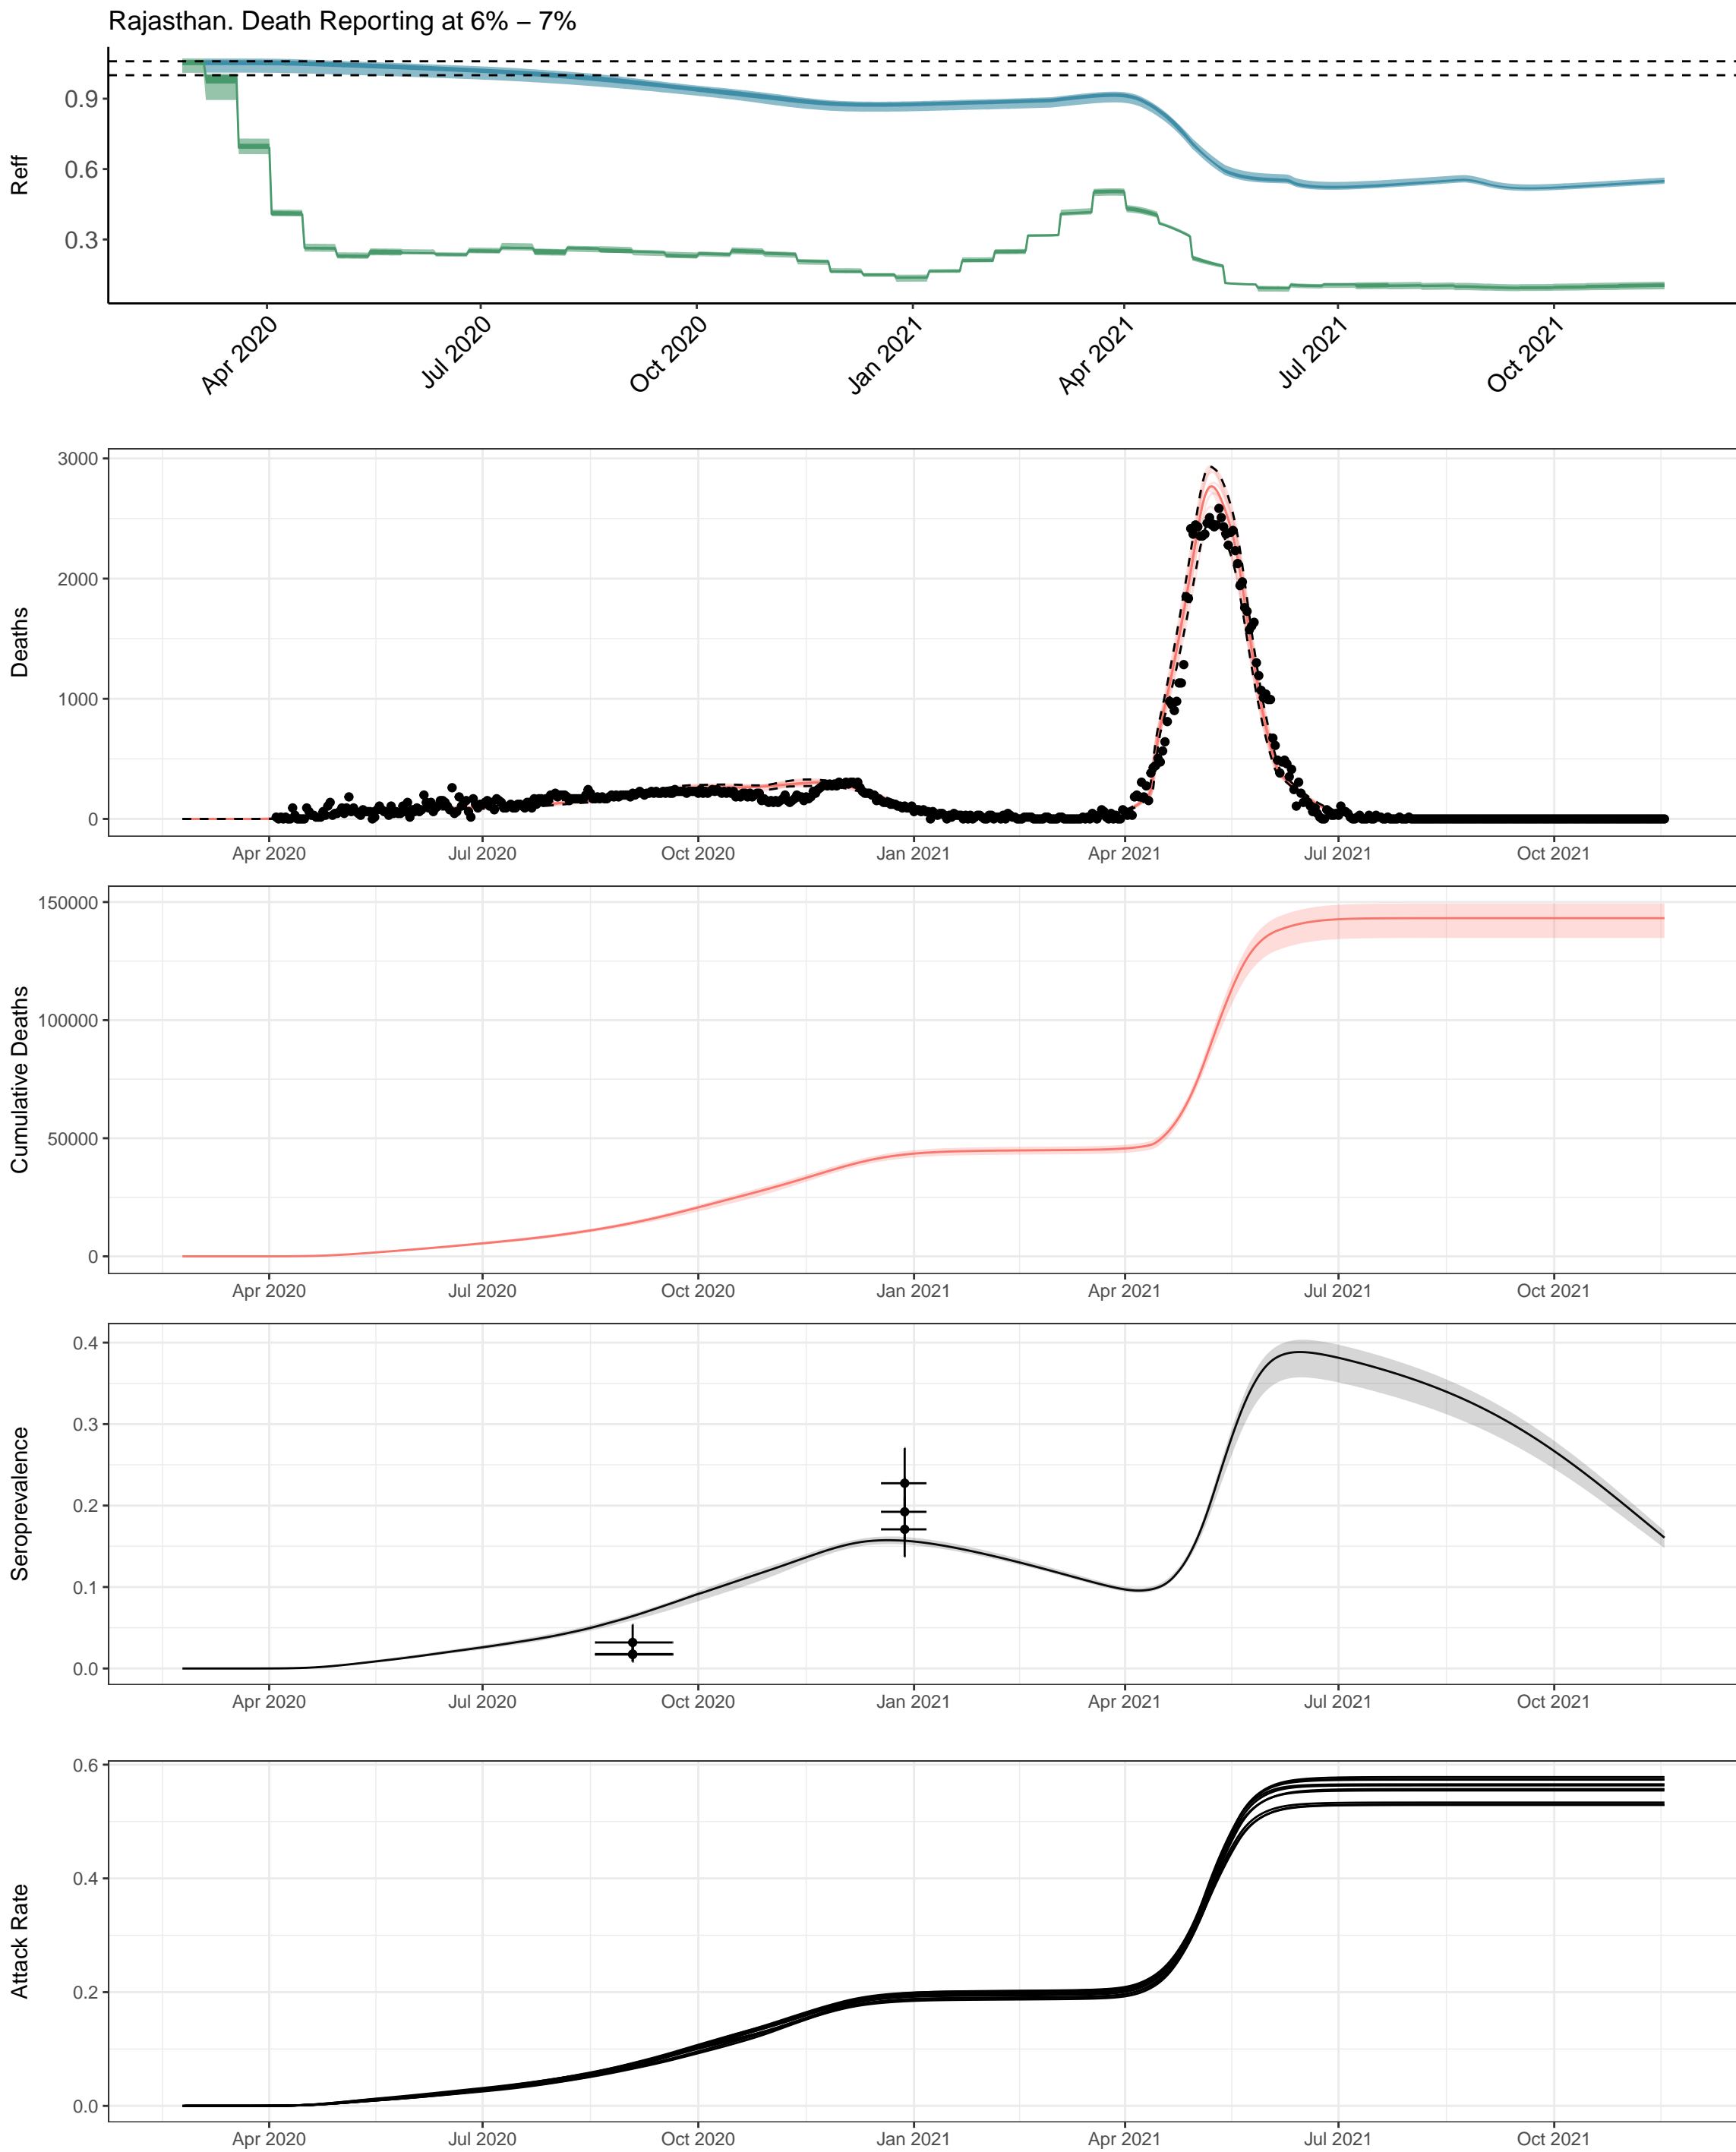 Rajasthan. Death Reporting at 6% – 7%
Reff
0.9
0.6
0.3
Apr 2020 Jul 2020 Oct 2020 Jan 2021 Apr 2021 Jul 2021 Oct 2021
Deaths
3000
2000
1000
0
Apr 2020 Jul 2020 Oct 2020 Jan 2021 Apr 2021 Jul 2021 Oct 2021
Cumulative Deaths
150000
100000
50000
0
Apr 2020 Jul 2020 Oct 2020 Jan 2021 Apr 2021 Jul 2021 Oct 2021
Seroprevalence
0.4
0.3
0.2
0.1
0.0
Apr 2020 Jul 2020 Oct 2020 Jan 2021 Apr 2021 Jul 2021 Oct 2021
Attack Rate
0.6
0.4
0.2
0.0
Apr 2020 Jul 2020 Oct 2020 Jan 2021 Apr 2021 Jul 2021 Oct 2021